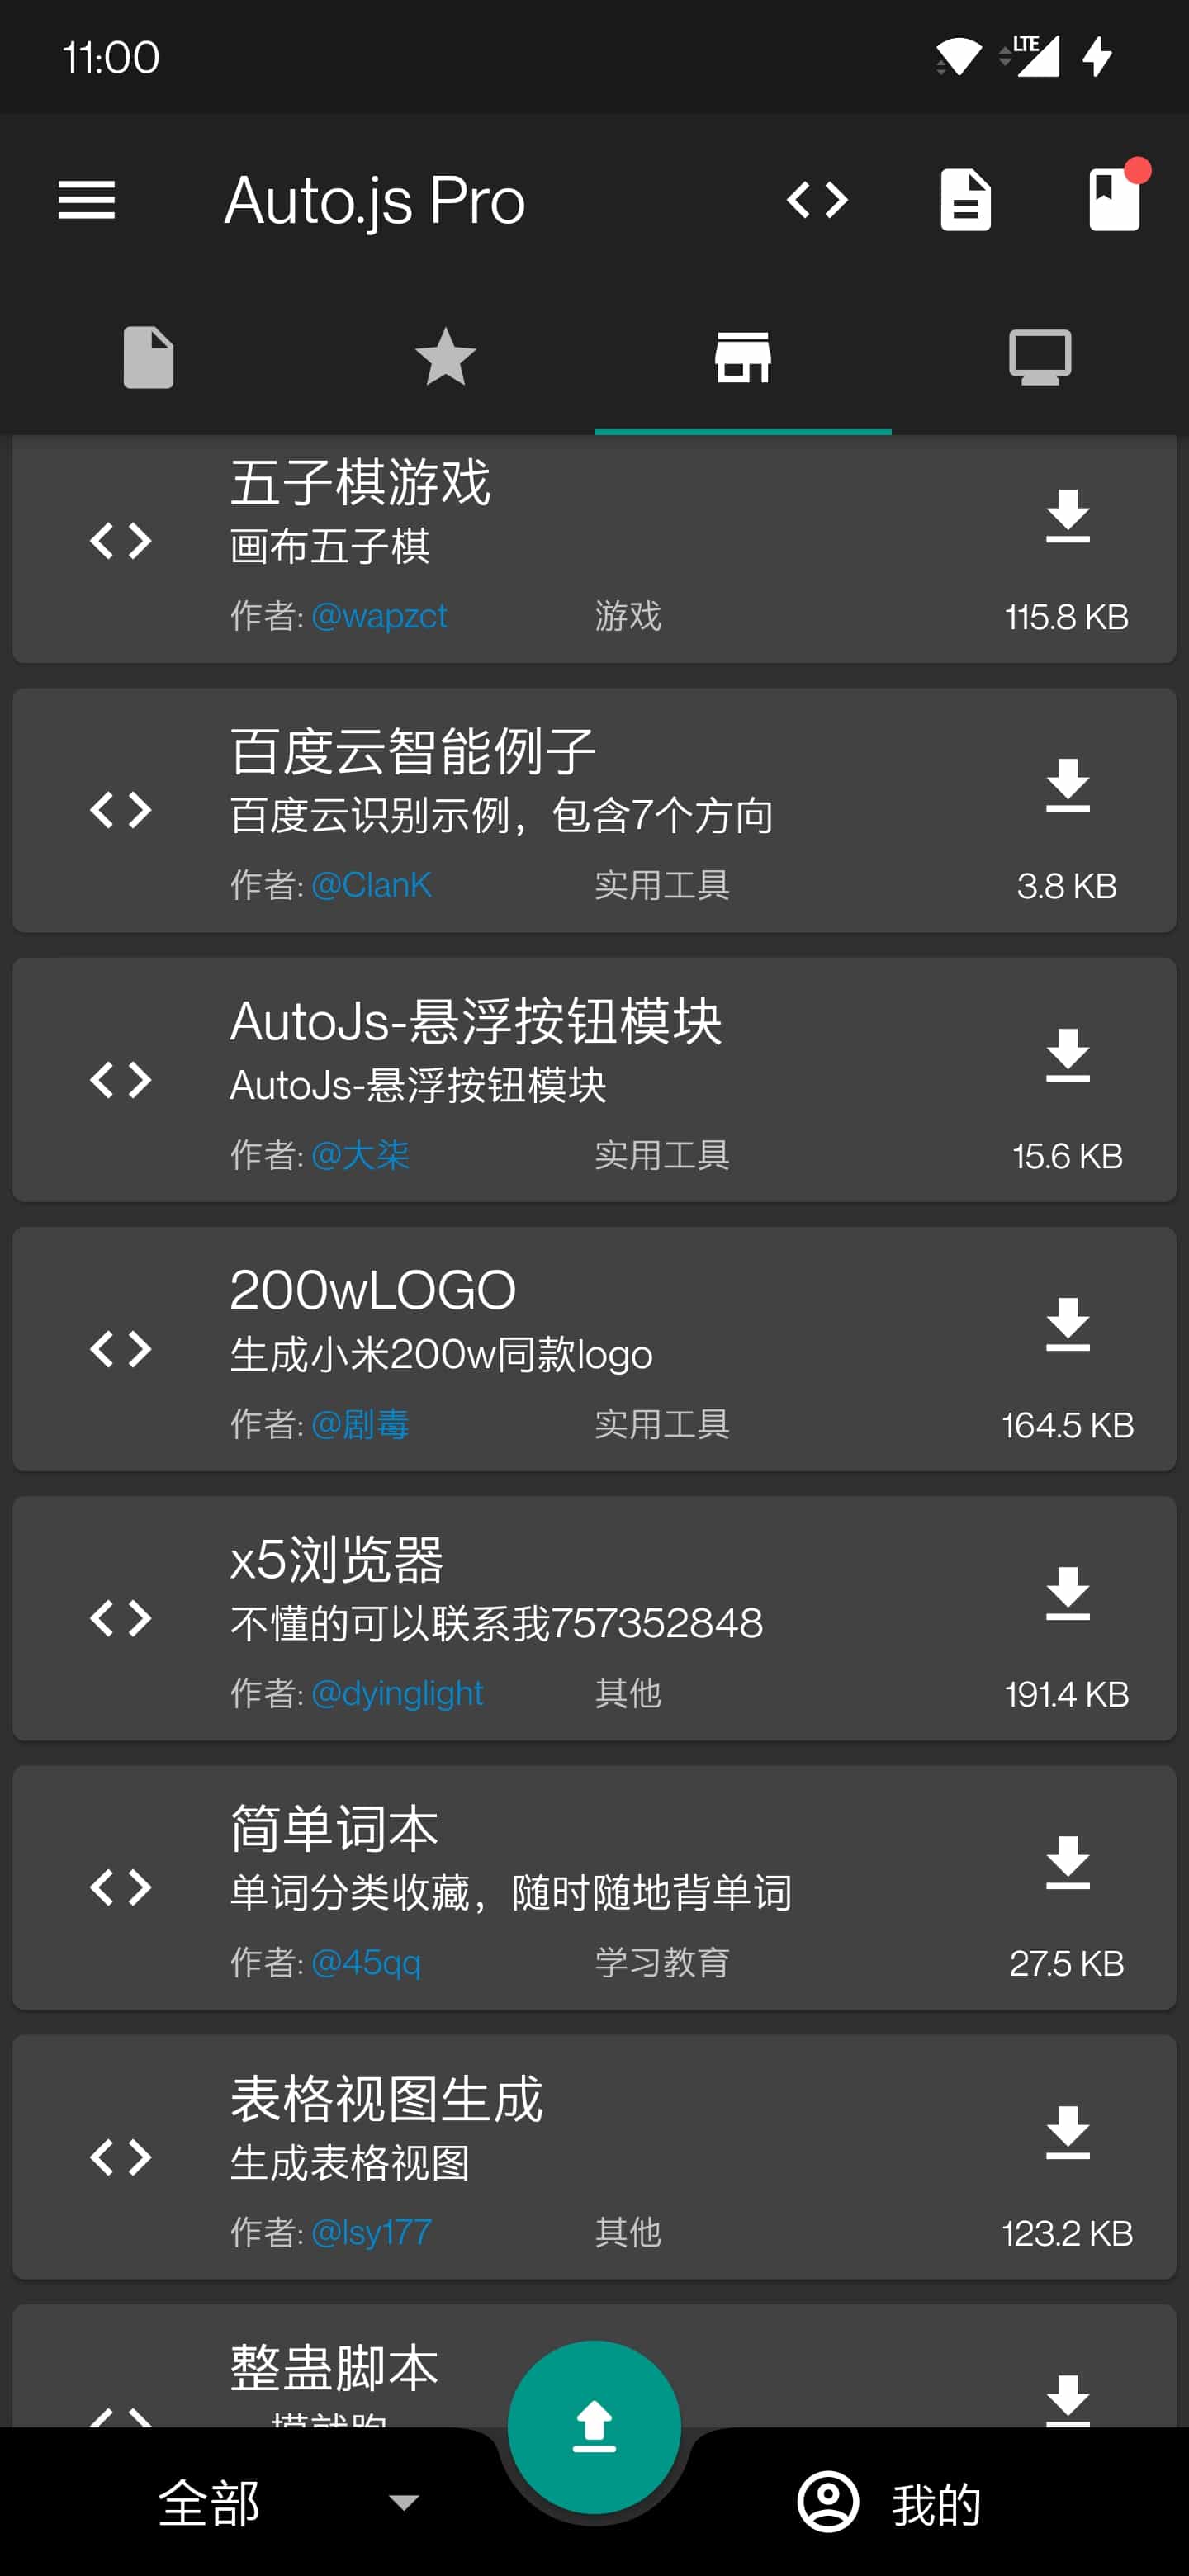 11:00
LTE
Auto.js Pro
五子棋游戏
画布五子棋
作者: @wapzct 游戏 115.8 KB
百度云智能例子
百度云识别示例，包含7个方向
作者: @ClanK 实用工具 3.8 KB
AutoJs-悬浮按钮模块
AutoJs-悬浮按钮模块
作者: @大柒 实用工具 15.6 KB
200wLOGO
生成小米200w同款logo
作者: @剧毒 实用工具 164.5 KB
x5浏览器
不懂的可以联系我757352848
作者: @dyinglight 其他 191.4 KB
简单词本
单词分类收藏，随时随地背单词
作者: @45qq 学习教育 27.5 KB
表格视图生成
生成表格视图
作者: @lsy177 其他 123.2 KB
整蛊脚本
全部 我的